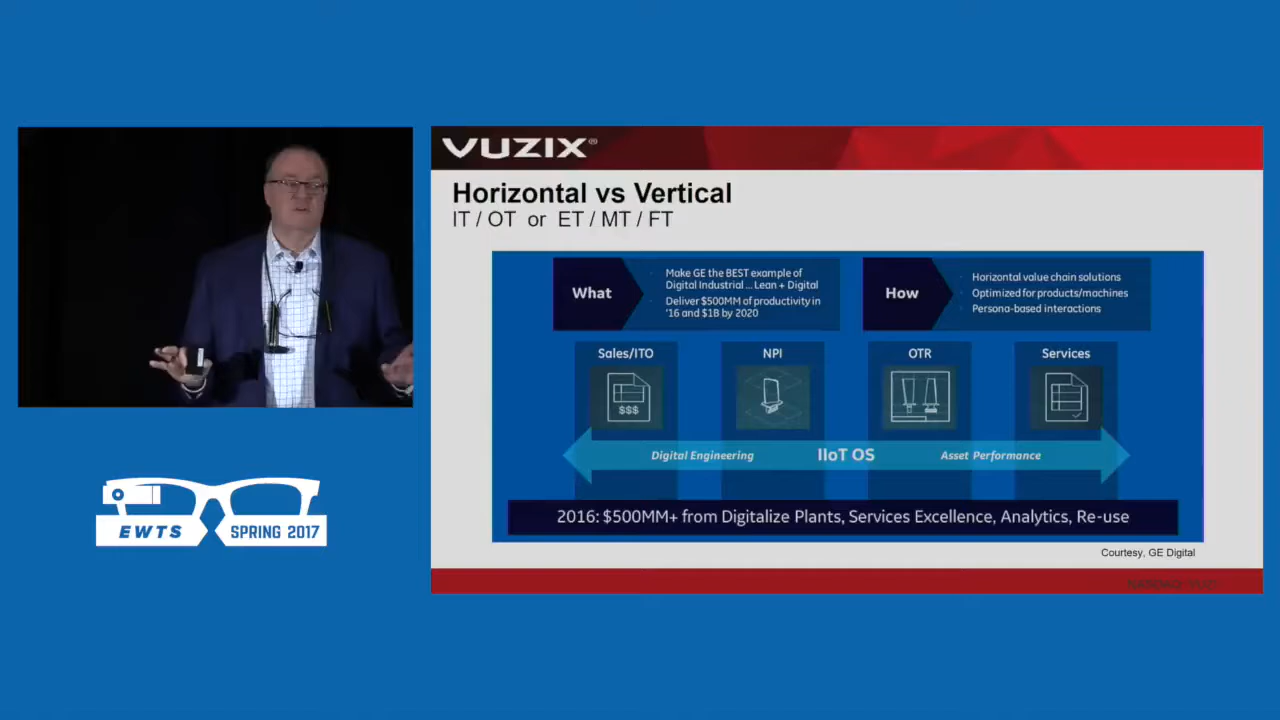 VUZIX®
Horizontal vs Vertical
IT / OT or ET / MT / FT
What
· Make GE the BEST example of
Digital Industrial ... Lean + Digital
· Deliver $500MM of productivity in
'16 and $1B by 2020
How
· Horizontal value chain solutions
· Optimized for products/machines
· Persona-based interactions
Sales/ITO
NPI
OTR
Services
$$$
Digital Engineering
IIoT OS
Asset Performance
2016: $500MM+ from Digitalize Plants, Services Excellence, Analytics, Re-use
Courtesy, GE Digital
EWTS
SPRING 2017